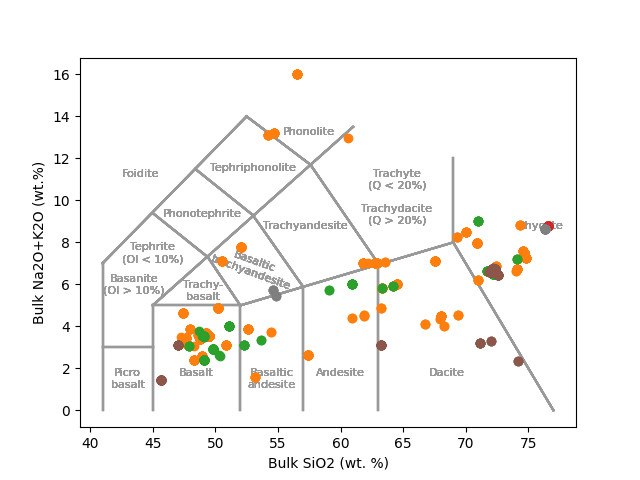 16
14
12
10
8
6
4
2
0
Bulk Na2O+K2O (wt.%)
Phonolite
Foidite
Tephriphonolite
Trachyte
(Q < 20%)
Phonotephrite
Trachydacite
(Q > 20%)
Trachyandesite
Tephrite
(Ol < 10%)
Basaltic
Basanite
(Ol > 10%)
Trachy-
basalt
Picro
basalt
Basalt
Basaltic
andesite
Andesite
Dacite
40
45
50
55
60
65
70
75
Bulk SiO2 (wt. %)